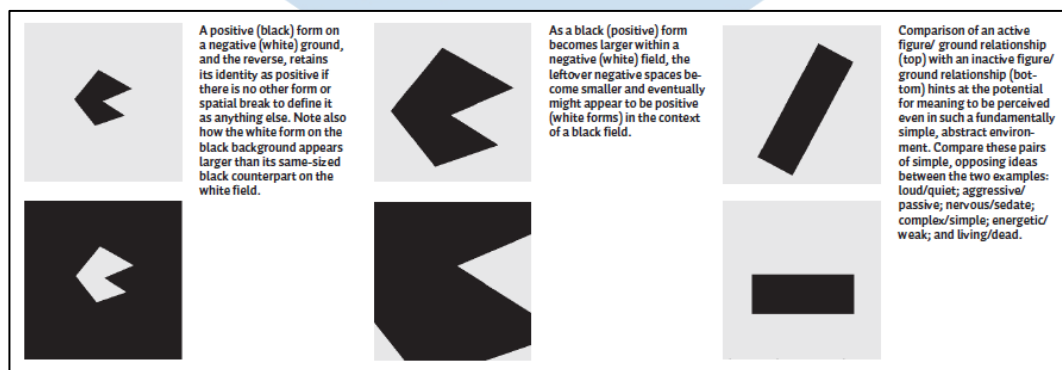 A positive (black) form on
a negative (white) ground,
and the reverse, retains
its identity as positive if
there is no other form or
spatial break to define it
as anything else. Note also
how the white form on the
black background appears
larger than its same-sized
black counterpart on the
white field.
As a black (positive) form
becomes larger within a
negative (white) field, the
leftover negative spaces be-
come smaller and eventually
might appear to be positive
(white forms) in the context
of a black field.
Comparison of an active
figure/ ground relationship
(top) with an inactive figure/
ground relationship (bot-
tom) hints at the potential
for meaning to be perceived
even in such a fundamentally
simple, abstract environ-
ment. Compare these pairs
of simple, opposing ideas
between the two examples:
loud/quiet; aggressive/
passive; nervous/sedate;
complex/simple; energetic/
weak; and living/dead.